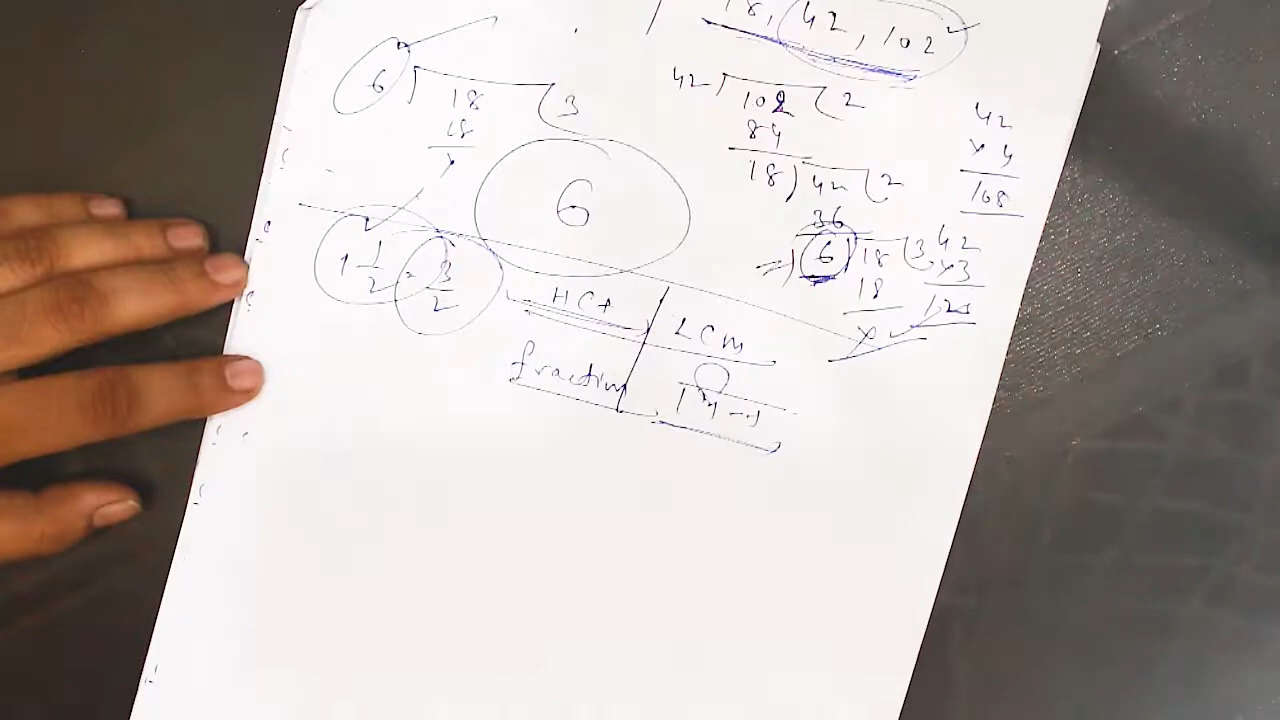 18, 42, 102
6 ) 18 ( 3
18
x
6
1 1/2 = 3/2
42 ) 102 ( 2
84
18 ) 42 ( 2
36
6 ) 18 ( 3
18
x
42
x 4
168
42
x 3
HCF
LCM
fraction